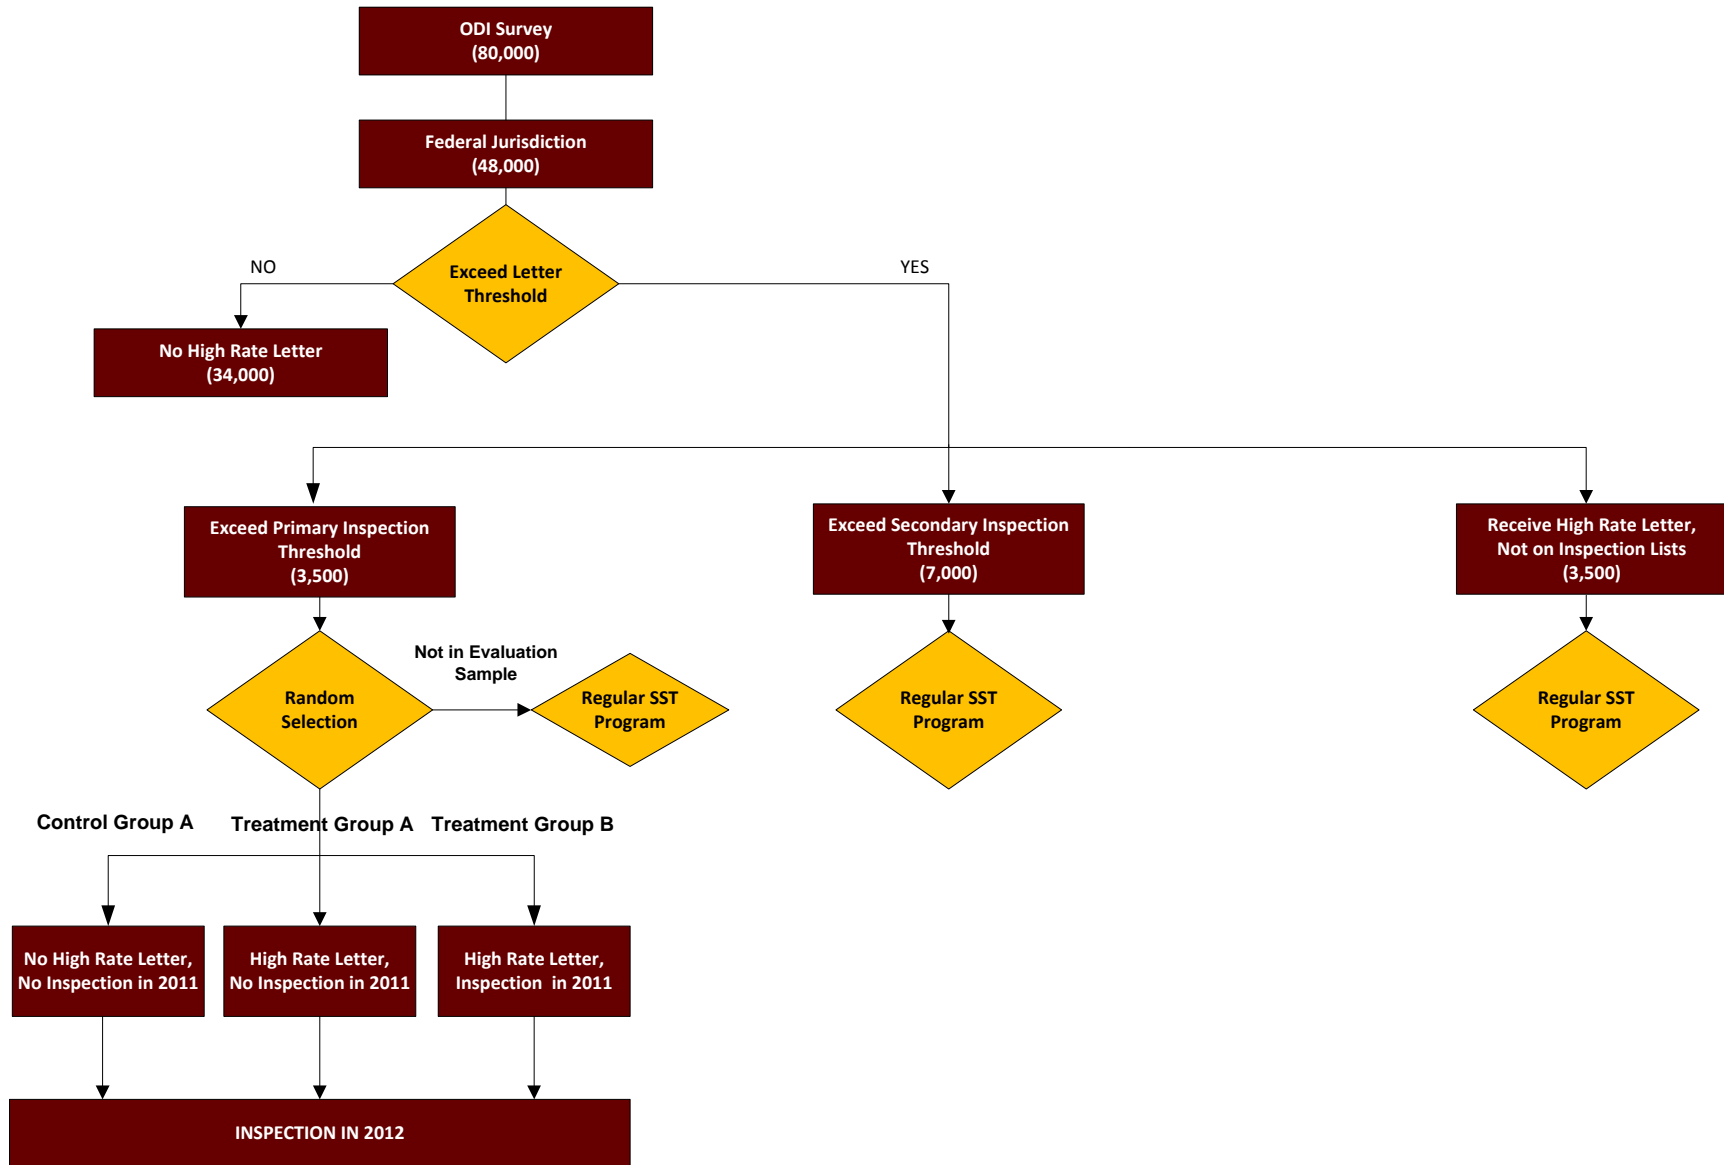 ODI Survey
(80,000)
Federal Jurisdiction
(48,000)
Exceed Letter
Threshold
NO
YES
No High Rate Letter
(34,000)
Exceed Primary Inspection
Threshold
(3,500)
Exceed Secondary Inspection
Threshold
(7,000)
Receive High Rate Letter,
Not on Inspection Lists
(3,500)
Random
Selection
Not in Evaluation
Sample
Regular SST
Program
Regular SST
Program
Regular SST
Program
Control Group A
Treatment Group A
Treatment Group B
No High Rate Letter,
No Inspection in 2011
High Rate Letter,
No Inspection in 2011
High Rate Letter,
Inspection in 2011
INSPECTION IN 2012